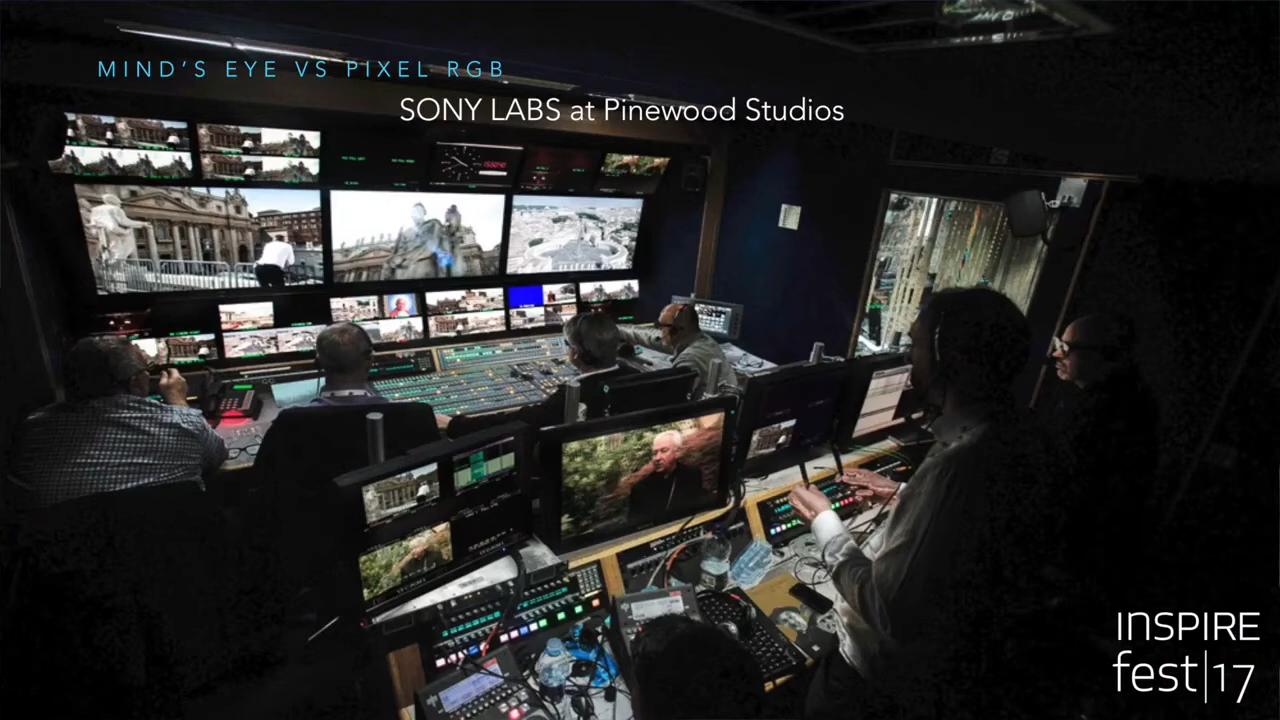 MIND'S EYE VS PIXEL RGB
SONY LABS at Pinewood Studios
INSPIRE
fest|17